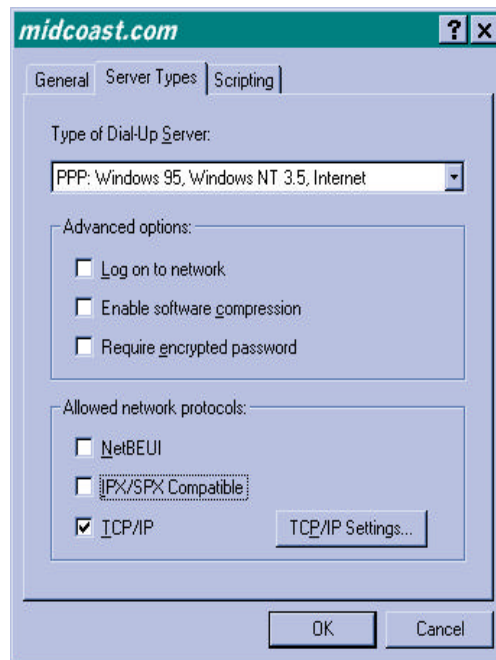 midcoast.com ? ×
General Server Types Scripting
Type of Dial-Up Server:
PPP: Windows 95, Windows NT 3.5, Internet
Advanced options:
Log on to network
Enable software compression
Require encrypted password
Allowed network protocols:
NetBEUI
IPX/SPX Compatible
TCP/IP TCP/IP Settings...
OK Cancel